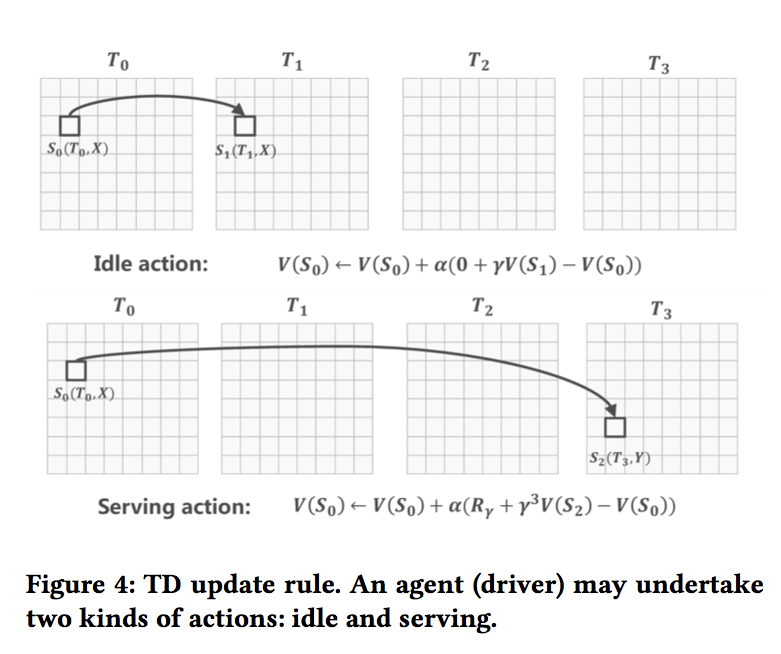 T₀ T₁ T₂ T₃
S₀(T₀,X) S₁(T₁,X)
Idle action: V(S₀) ← V(S₀) + α(0 + γV(S₁) − V(S₀))
T₀ T₁ T₂ T₃
S₀(T₀,X)
S₂(T₃,Y)
Serving action: V(S₀) ← V(S₀) + α(Rᵧ + γ³V(S₂) − V(S₀))
Figure 4: TD update rule. An agent (driver) may undertake
two kinds of actions: idle and serving.